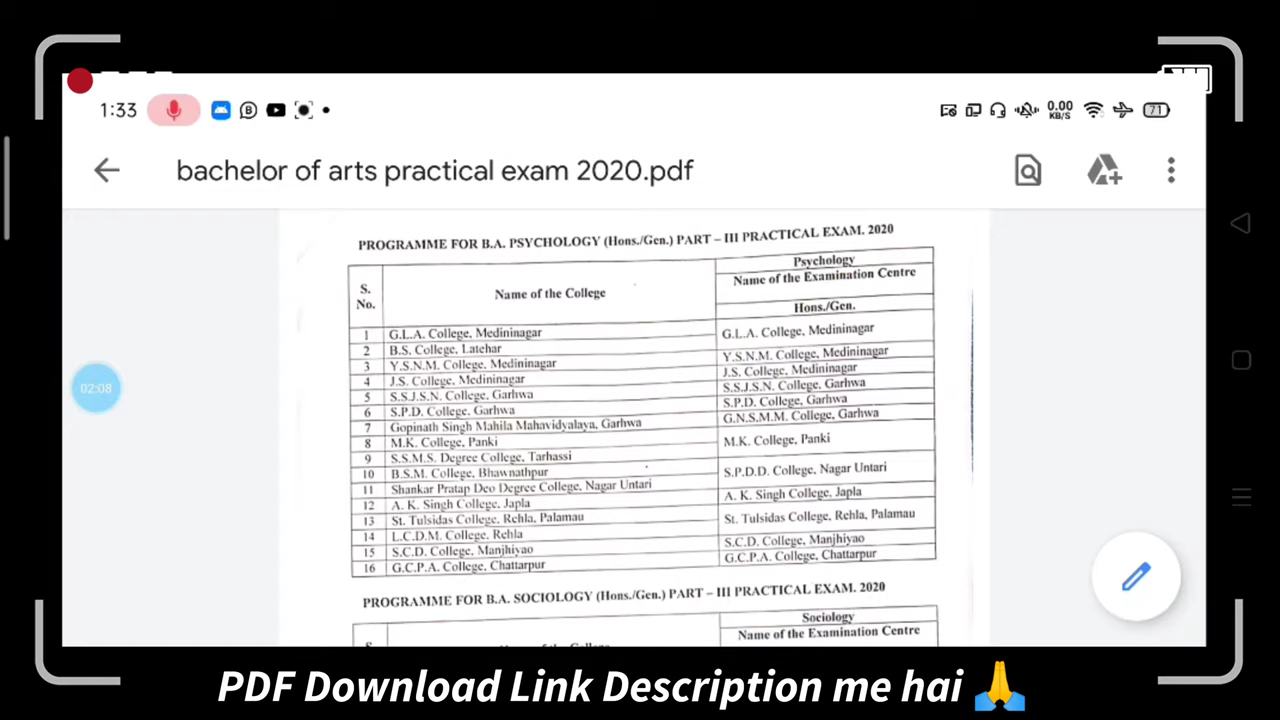 1:33
0.00
KB/S
71
bachelor of arts practical exam 2020.pdf
PROGRAMME FOR B.A. PSYCHOLOGY (Hons./Gen.) PART – III PRACTICAL EXAM. 2020
S. No. Name of the College Psychology
Name of the Examination Centre
Hons./Gen.
1 G.L.A. College, Medininagar G.L.A. College, Medininagar
2 B.S. College, Latehar
3 Y.S.N.M. College, Medininagar Y.S.N.M. College, Medininagar
4 J.S. College, Medininagar J.S. College, Medininagar
5 S.S.J.S.N. College, Garhwa S.S.J.S.N. College, Garhwa
6 S.P.D. College, Garhwa S.P.D. College, Garhwa
7 Gopinath Singh Mahila Mahavidyalaya, Garhwa G.N.S.M.M. College, Garhwa
8 M.K. College, Panki M.K. College, Panki
9 S.S.M.S. Degree College, Tarhassi
10 B.S.M. College, Bhawnathpur S.P.D.D. College, Nagar Untari
11 Shankar Pratap Deo Degree College, Nagar Untari
12 A. K. Singh College, Japla A. K. Singh College, Japla
13 St. Tulsidas College, Rehla, Palamau St. Tulsidas College, Rehla, Palamau
14 L.C.D.M. College, Rehla
15 S.C.D. College, Manjhiyao S.C.D. College, Manjhiyao
16 G.C.P.A. College, Chattarpur G.C.P.A. College, Chattarpur
02:08
PROGRAMME FOR B.A. SOCIOLOGY (Hons./Gen.) PART – III PRACTICAL EXAM. 2020
Sociology
Name of the Examination Centre
PDF Download Link Description me hai 🙏